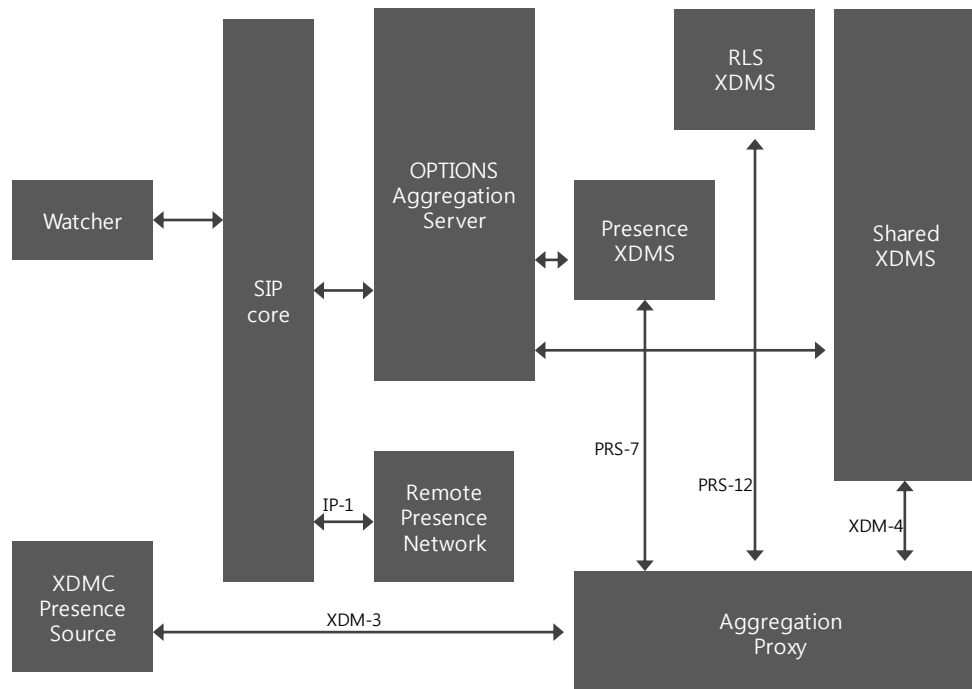 RLS
XDMS
OPTIONS
Aggregation
Server
Watcher
Presence
XDMS
Shared
XDMS
SIP
core
PRS-7
PRS-12
IP-1
Remote
Presence
Network
XDM-4
XDMC
Presence
Source
XDM-3
Aggregation
Proxy